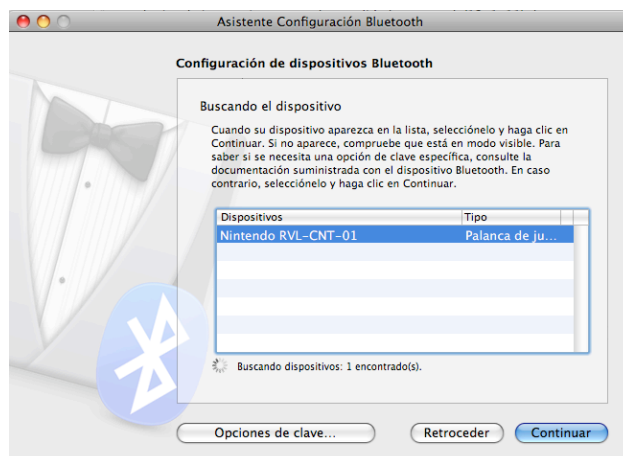 Asistente Configuración Bluetooth
Configuración de dispositivos Bluetooth
Buscando el dispositivo
Cuando su dispositivo aparezca en la lista, selecciónelo y haga clic en
Continuar. Si no aparece, compruebe que está en modo visible. Para
saber si se necesita una opción de clave específica, consulte la
documentación suministrada con el dispositivo Bluetooth. En caso
contrario, selecciónelo y haga clic en Continuar.
Dispositivos Tipo
Nintendo RVL-CNT-01 Palanca de ju...
Buscando dispositivos: 1 encontrado(s).
Opciones de clave... Retroceder Continuar